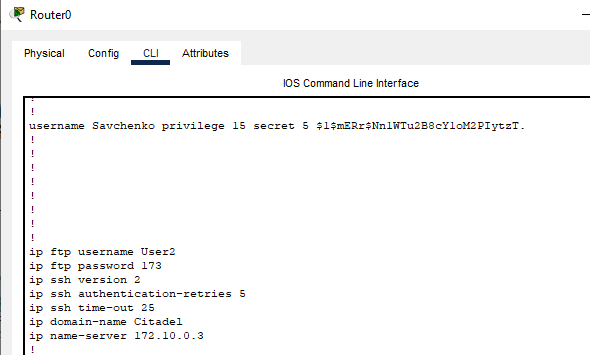 Router0
Physical Config CLI Attributes
IOS Command Line Interface
!
!
username Savchenko privilege 15 secret 5 $1$mERr$Nn1WTu2B8cYloM2PIytzT.
!
!
!
!
!
!
!
!
ip ftp username User2
ip ftp password 173
ip ssh version 2
ip ssh authentication-retries 5
ip ssh time-out 25
ip domain-name Citadel
ip name-server 172.10.0.3
!